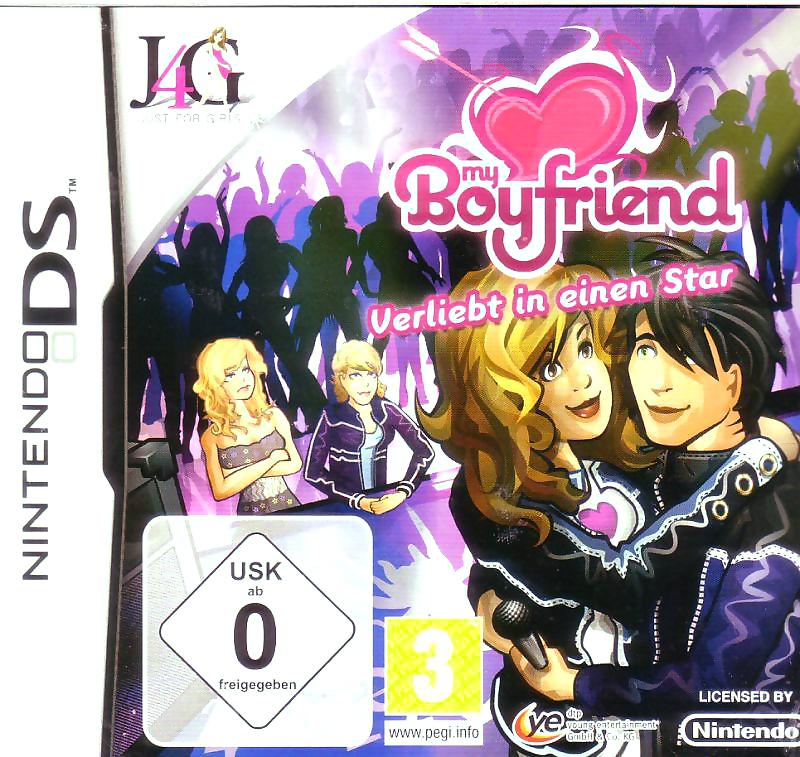 J4G
JUST FOR GIRLS
NINTENDO DS™
my
Boyfriend
Verliebt in einen Star
USK
ab
0
freigegeben
3
www.pegi.info
y.e
dtp
young entertainment
GmbH & Co. KG
LICENSED BY
Nintendo